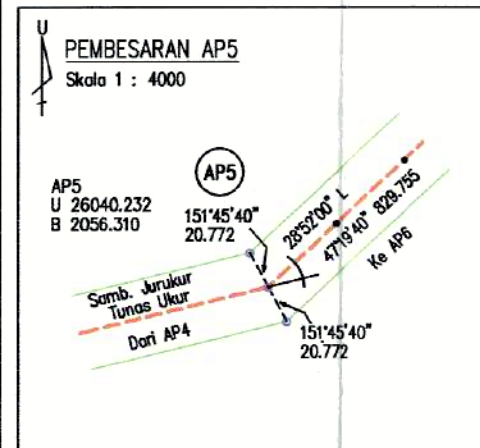 U
PEMBESARAN AP5
Skala 1 : 4000
AP5
AP5
U 26040.232
B 2056.310
151°45'40"
20.772
28°52'00" L
47°19'40" 829.755
Ke AP6
Samb. Jurukur
Tunas Ukur
Dari AP4
151°45'40"
20.772